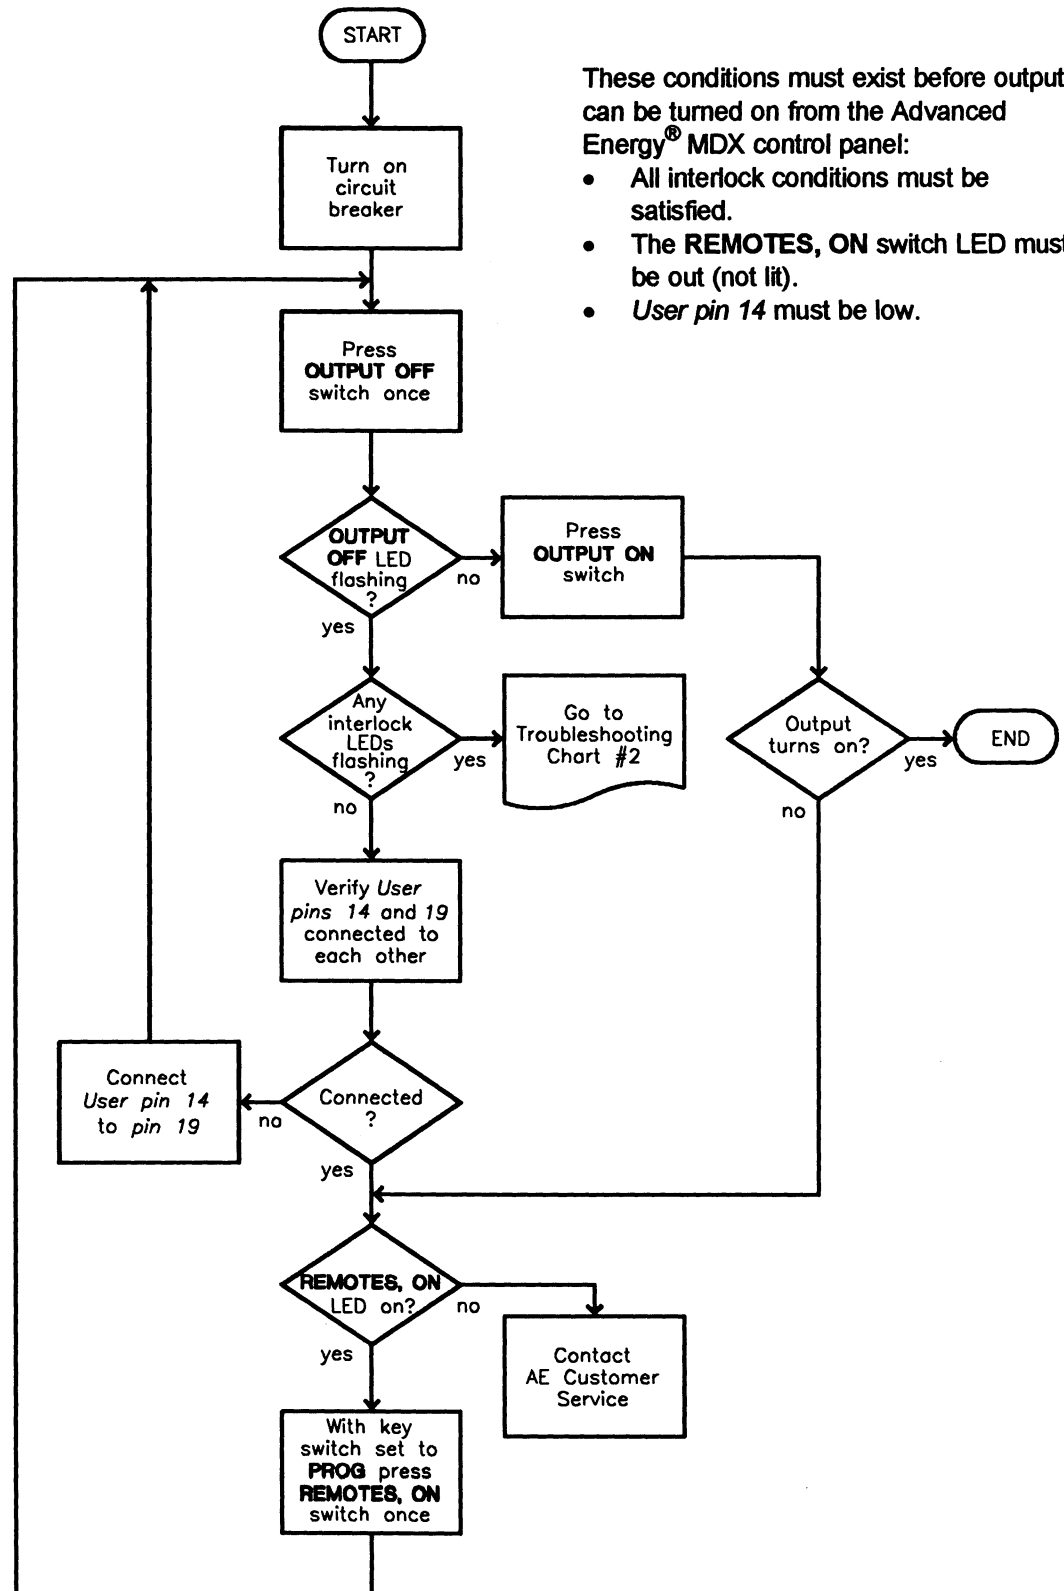 START
These conditions must exist before output
can be turned on from the Advanced
Energy® MDX control panel:
• All interlock conditions must be
satisfied.
• The REMOTES, ON switch LED must
be out (not lit).
• User pin 14 must be low.
Turn on
circuit
breaker
Press
OUTPUT OFF
switch once
OUTPUT
OFF LED
flashing
?
no
yes
Press
OUTPUT ON
switch
Any
interlock
LEDs
flashing
?
yes
no
Go to
Troubleshooting
Chart #2
Output
turns on?
yes
no
END
Verify User
pins 14 and 19
connected to
each other
Connected
?
no
yes
Connect
User pin 14
to pin 19
REMOTES, ON
LED on?
no
yes
Contact
AE Customer
Service
With key
switch set to
PROG press
REMOTES, ON
switch once